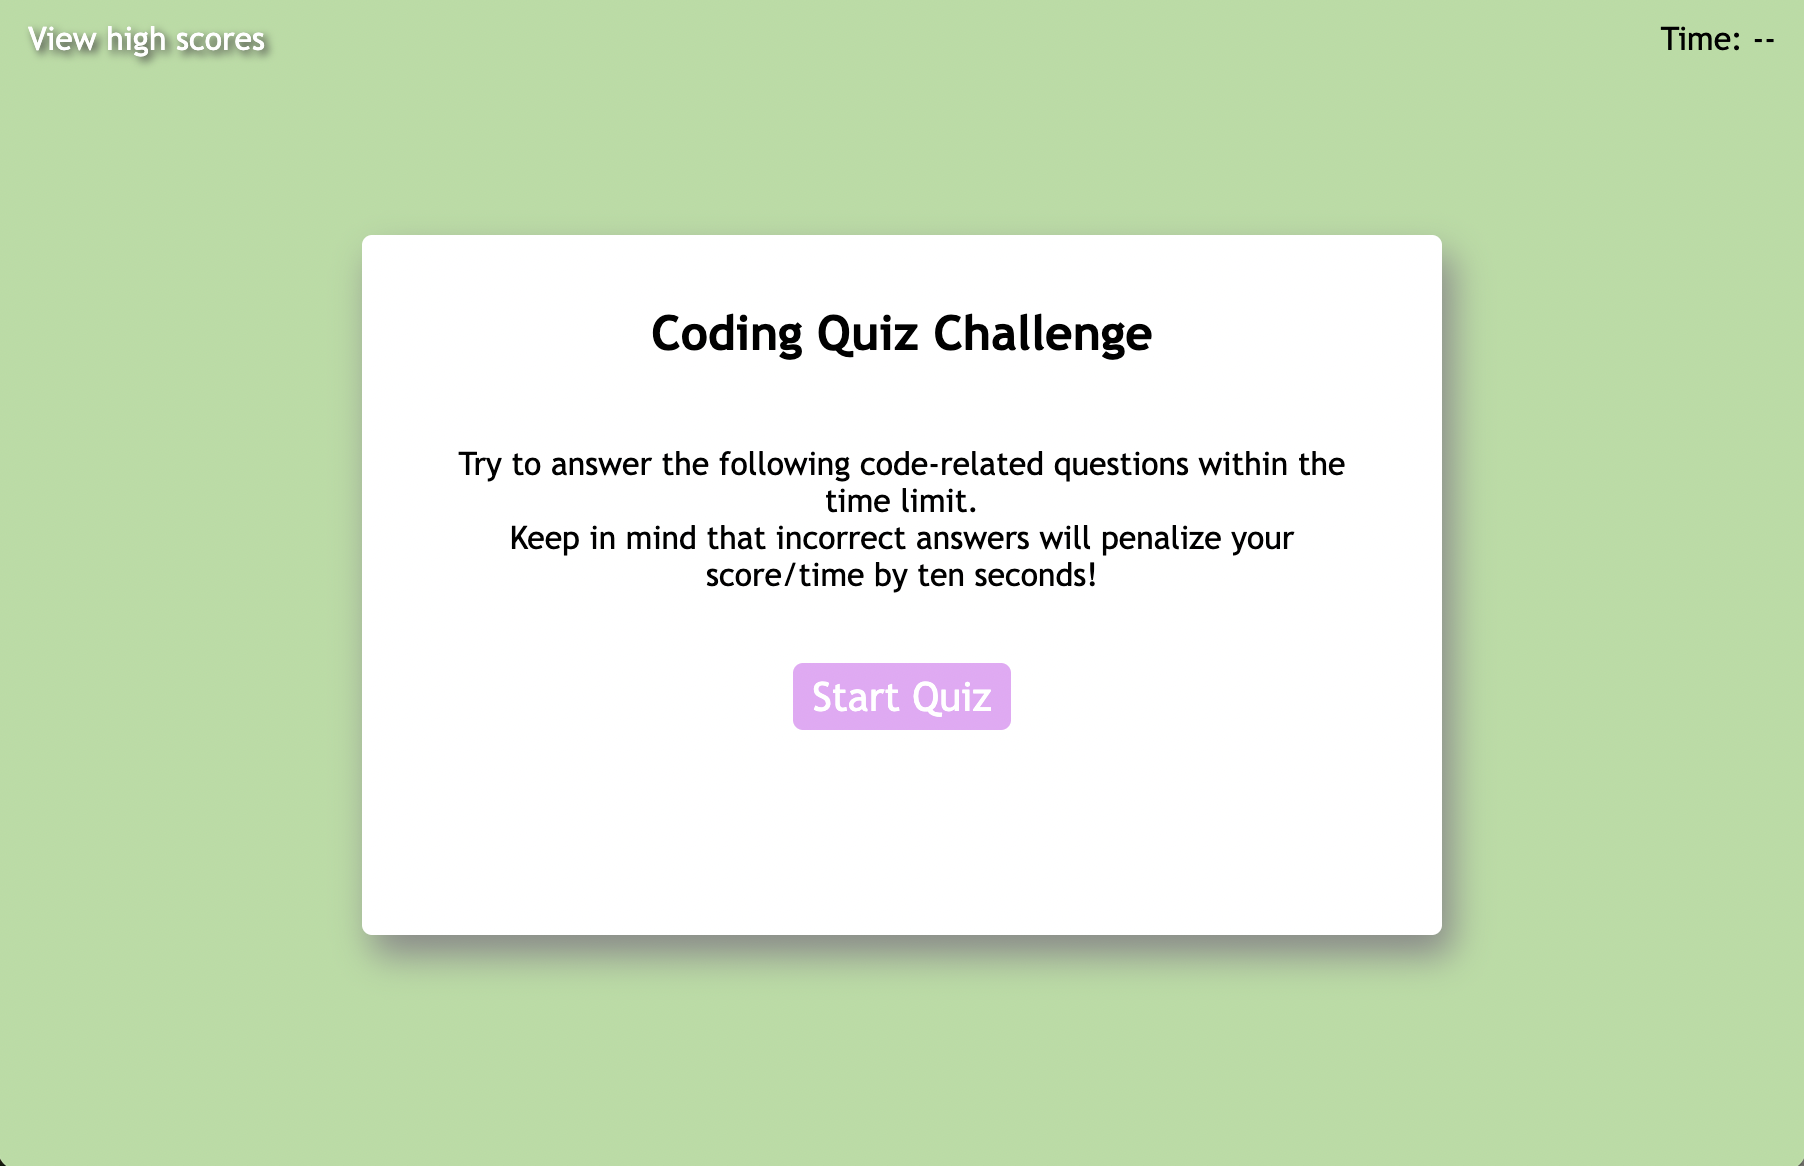 View high scores
Time: --
Coding Quiz Challenge
Try to answer the following code-related questions within the
time limit.
Keep in mind that incorrect answers will penalize your
score/time by ten seconds!
Start Quiz